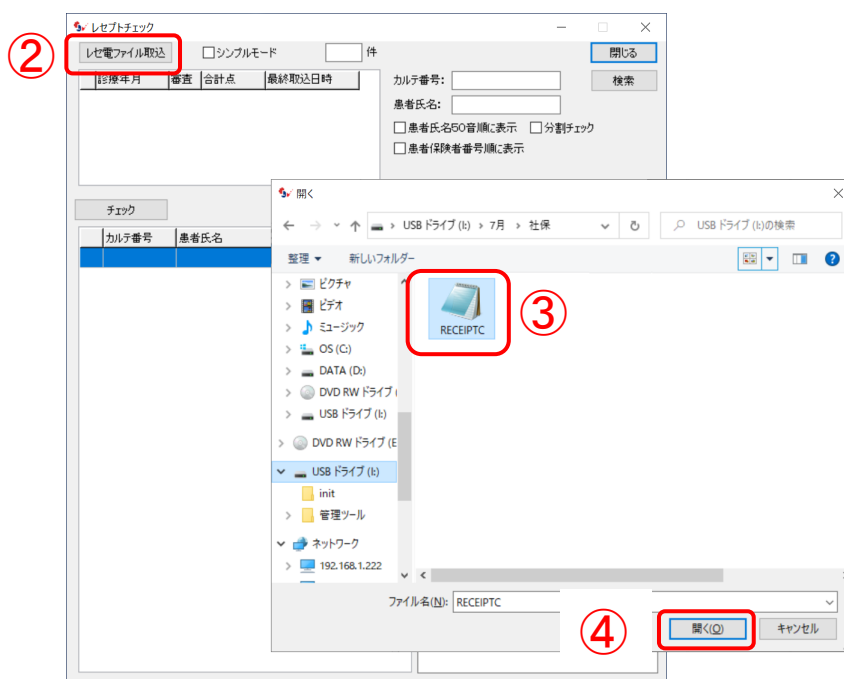 レセプトチェック
②
レセ電ファイル取込
シンプルモード
件
閉じる
診療年月 審査 合計点 最終取込日時
カルテ番号:
検索
患者氏名:
患者氏名50音順に表示 分割チェック
患者保険者番号順に表示
チェック
カルテ番号 患者氏名
開く
USB ドライブ (I:) › 7月 › 社保
USB ドライブ (I:)の検索
整理 新しいフォルダー
ピクチャ
ビデオ
ミュージック
OS (C:)
DATA (D:)
DVD RW ドライブ (
USB ドライブ (I:)
DVD RW ドライブ (E
USB ドライブ (I:)
init
管理ツール
ネットワーク
192.168.1.222
RECEIPTC
③
ファイル名(N): RECEIPTC
④
開く(O) キャンセル